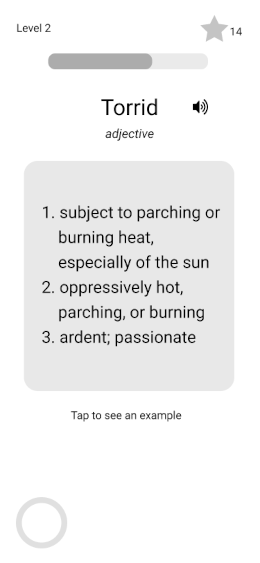 Level 2
14
Torrid
adjective
1. subject to parching or
burning heat,
especially of the sun
2. oppressively hot,
parching, or burning
3. ardent; passionate
Tap to see an example